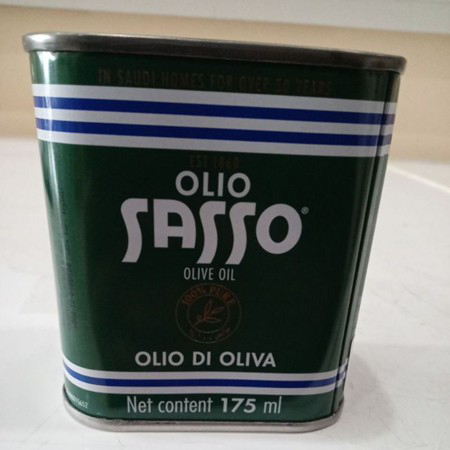 IN SAUDI HOMES FOR OVER 50 YEARS
OLIO
SASSO®
OLIVE OIL
100% PURE
OLIO DI OLIVA
Net content 175 ml